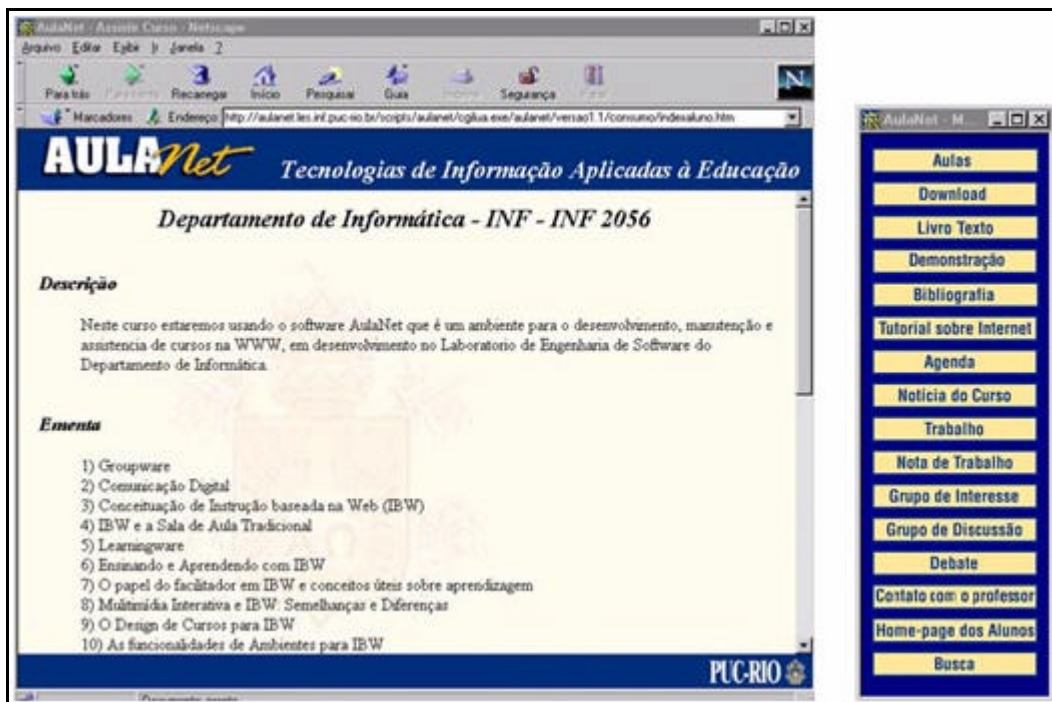 AulaNet - Assiste Curso - Netscape
Arquivo Editar Exibir Ir Janela ?
Para trás Recarregar Início Pesquisar Guia Segurança
N
Marcadores Endereço http://aulanet.les.inf.puc-rio.br/scripts/aulanet/cgilua.exe/aulanet/versao1.1/consumo/indexaluno.htm
AULANet Tecnologias de Informação Aplicadas à Educação
Departamento de Informática - INF - INF 2056
Descrição
Neste curso estaremos usando o software AulaNet que é um ambiente para o desenvolvimento, manutenção e
assistencia de cursos na WWW, em desenvolvimento no Laboratorio de Engenharia de Software do
Departamento de Informática.
Ementa
1) Groupware
2) Comunicação Digital
3) Conceituação de Instrução baseada na Web (IBW)
4) IBW e a Sala de Aula Tradicional
5) Learningware
6) Ensinando e Aprendendo com IBW
7) O papel do facilitador em IBW e conceitos úteis sobre aprendizagem
8) Multimídia Interativa e IBW: Semelhanças e Diferenças
9) O Design de Cursos para IBW
10) As funcionalidades de Ambientes para IBW
PUC-RIO
AulaNet - M...
Aulas
Download
Livro Texto
Demonstração
Bibliografia
Tutorial sobre Internet
Agenda
Notícia do Curso
Trabalho
Nota de Trabalho
Grupo de Interesse
Grupo de Discussão
Debate
Contato com o professor
Home-page dos Alunos
Busca